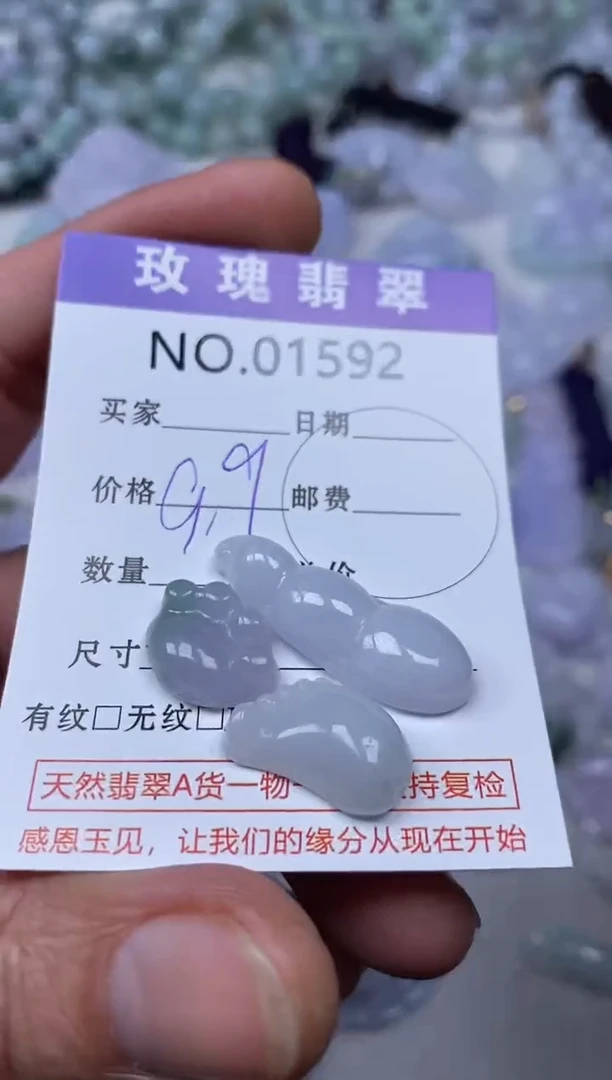 玫瑰翡翠
NO.01592
买家 日期
价格 9.9 邮费
数量
尺寸
有纹□无纹□
天然翡翠A货一物一 持复检
感恩玉见，让我们的缘分从现在开始